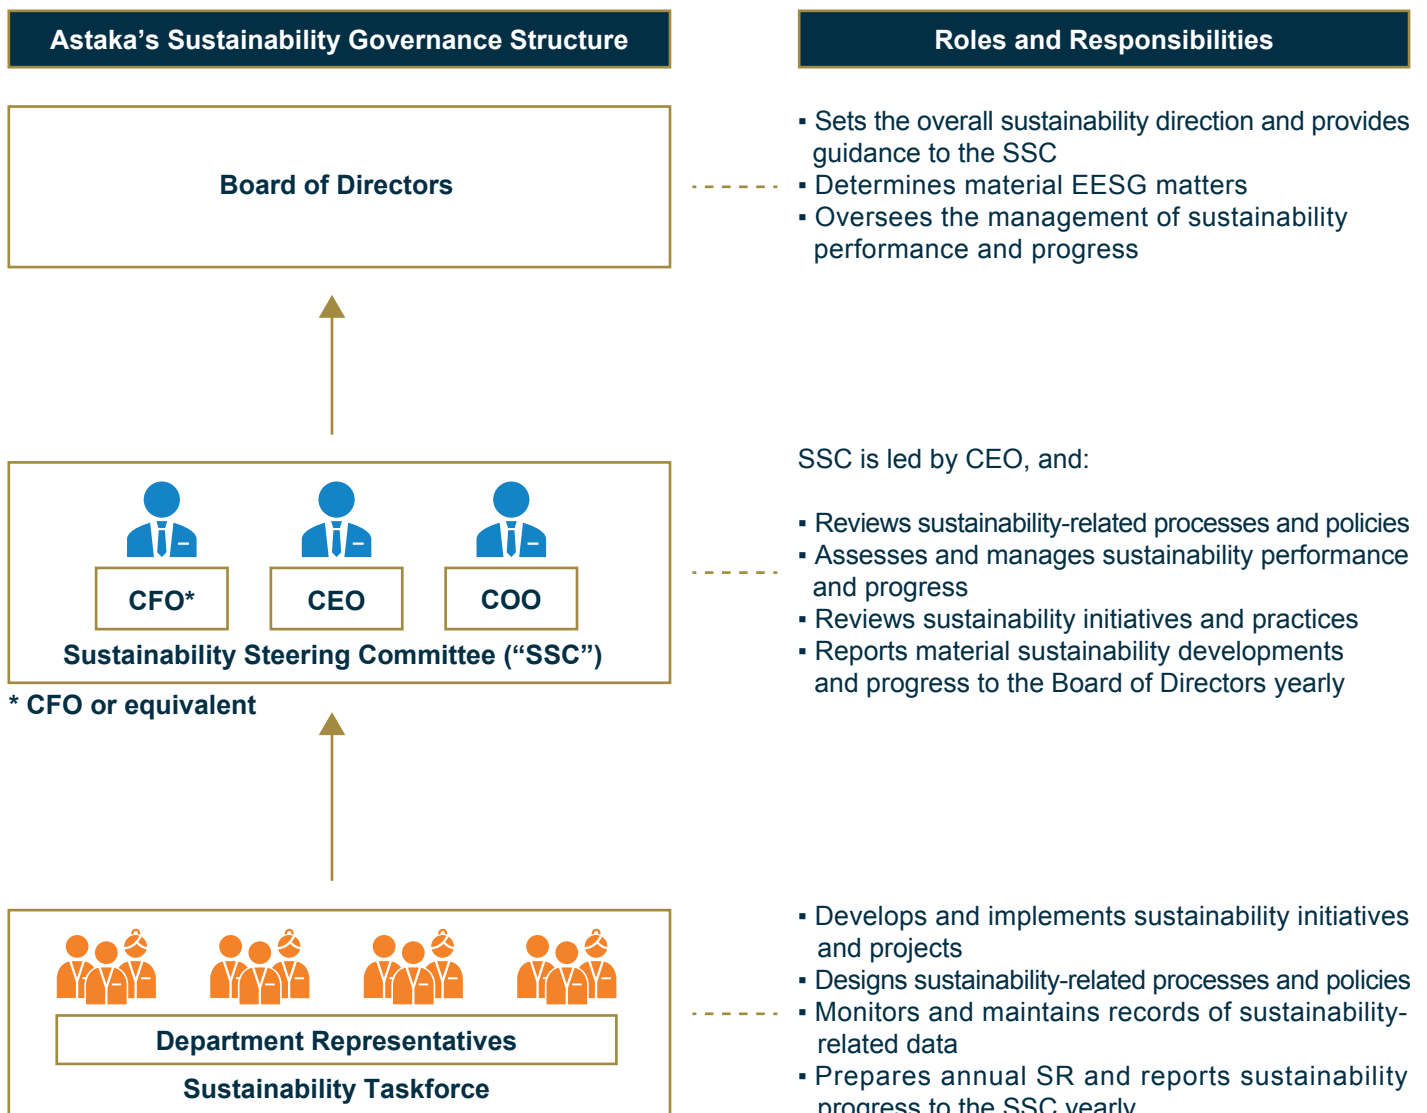 Astaka’s Sustainability Governance Structure
Roles and Responsibilities
Board of Directors
▪ Sets the overall sustainability direction and provides
guidance to the SSC
▪ Determines material EESG matters
▪ Oversees the management of sustainability
performance and progress
CFO*
CEO
COO
Sustainability Steering Committee (“SSC”)
* CFO or equivalent
SSC is led by CEO, and:
▪ Reviews sustainability-related processes and policies
▪ Assesses and manages sustainability performance
and progress
▪ Reviews sustainability initiatives and practices
▪ Reports material sustainability developments
and progress to the Board of Directors yearly
Department Representatives
Sustainability Taskforce
▪ Develops and implements sustainability initiatives
and projects
▪ Designs sustainability-related processes and policies
▪ Monitors and maintains records of sustainability-
related data
▪ Prepares annual SR and reports sustainability
progress to the SSC yearly